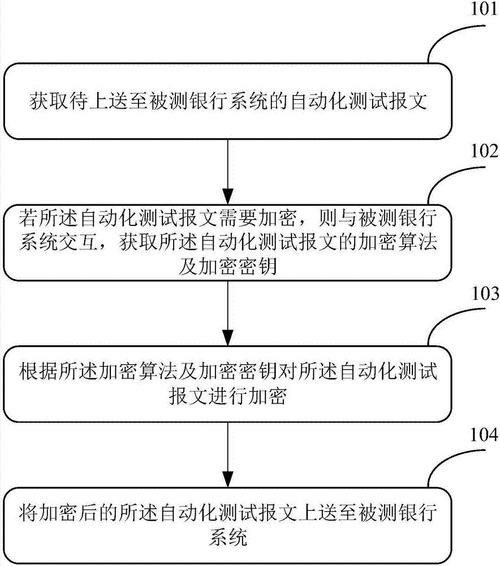 101
获取待上送至被测银行系统的自动化测试报文
102
若所述自动化测试报文需要加密，则与被测银行
系统交互，获取所述自动化测试报文的加密算法
及加密密钥
103
根据所述加密算法及加密密钥对所述自动化测试
报文进行加密
104
将加密后的所述自动化测试报文上送至被测银行
系统